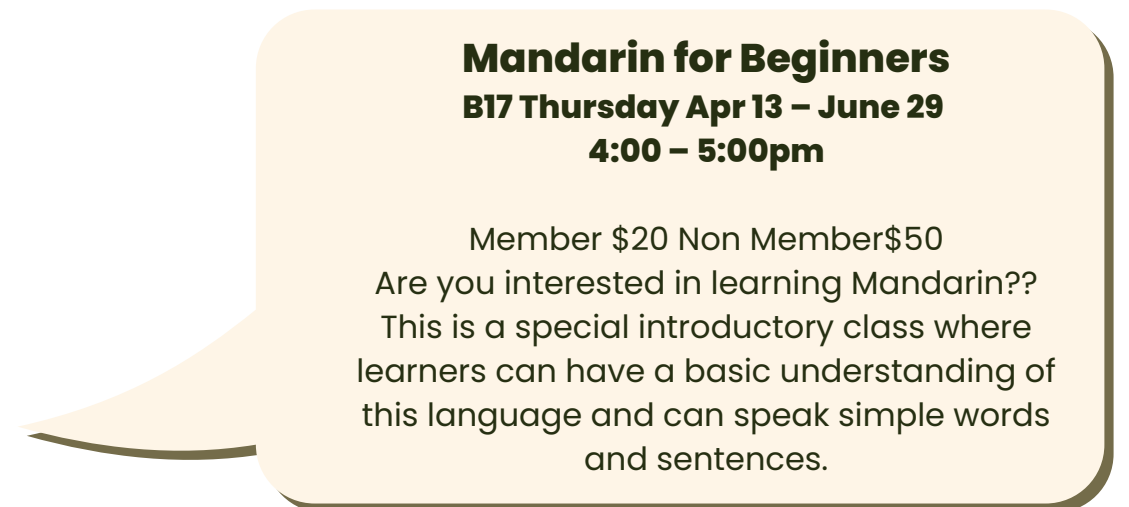 Mandarin for Beginners
B17 Thursday Apr 13 – June 29
4:00 – 5:00pm
Member $20 Non Member$50
Are you interested in learning Mandarin??
This is a special introductory class where
learners can have a basic understanding of
this language and can speak simple words
and sentences.